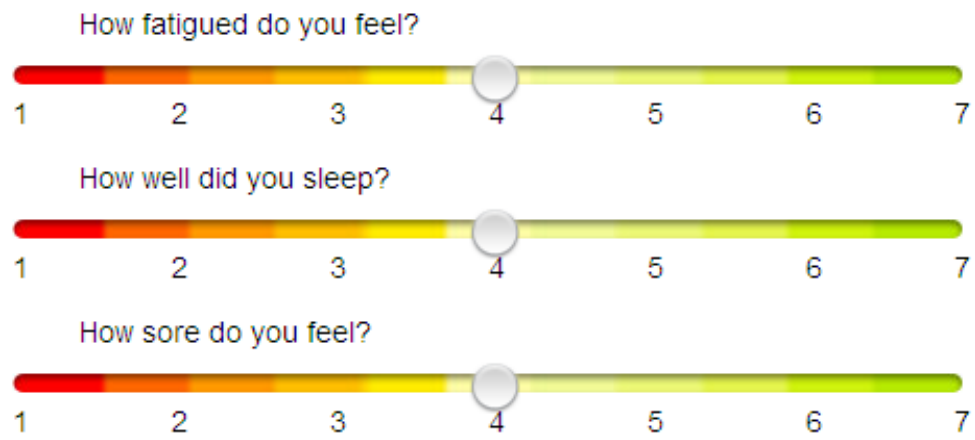 How fatigued do you feel?
1 2 3 4 5 6 7
How well did you sleep?
1 2 3 4 5 6 7
How sore do you feel?
1 2 3 4 5 6 7